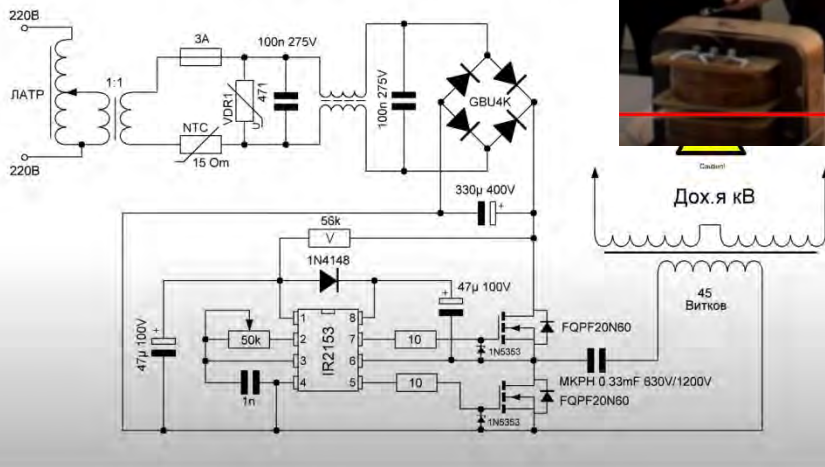 220В
ЛАТР
220В
1:1
3А
NTC
15 Om
VDR1
471
U
100n 275V
100n 275V
GBU4K
330µ 400V
+
Дох.я кВ
45
Витков
56k
V
1N4148
47µ 100V
+
47µ 100V
+
50k
1n
1
2
3
4
IR2153
8
7
6
5
10
10
1N5353
1N5353
FQPF20N60
MKPH 0.33mF 630V/1200V
FQPF20N60